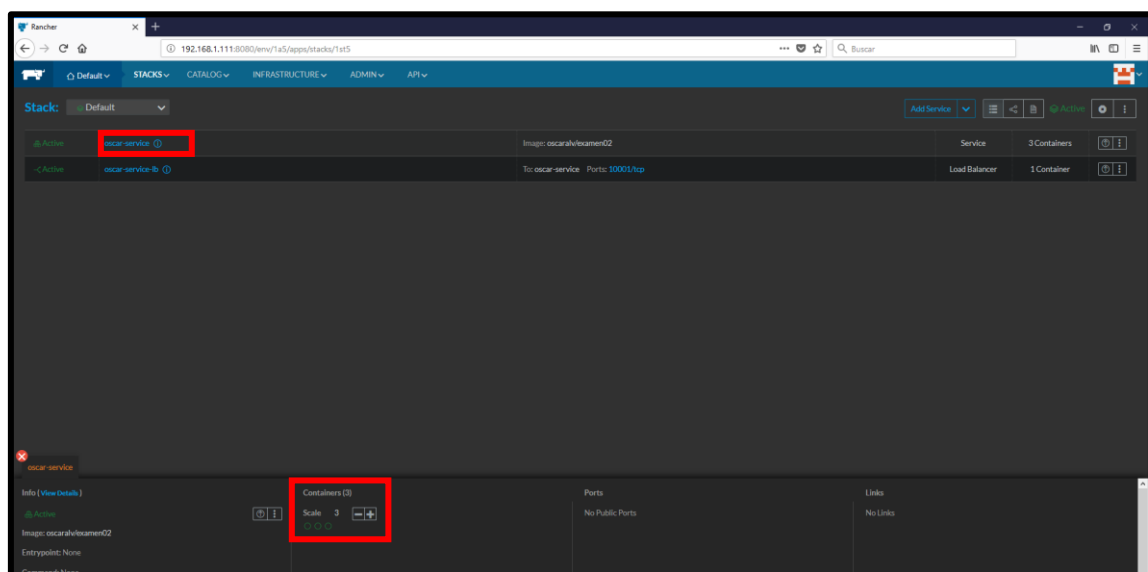 Rancher
192.168.1.111:8080/env/1a5/apps/stacks/1st5
Buscar
Default STACKS CATALOG INFRASTRUCTURE ADMIN API
Stack: Default Add Service Active
Active oscar-service Image: oscaralv/examen02 Service 3 Containers
Active oscar-service-lb To: oscar-service Ports: 10001/tcp Load Balancer 1 Container
oscar-service
Info ( View Details ) Containers (3) Ports Links
Active Scale 3 No Public Ports No Links
Image: oscaralv/examen02
Entrypoint: None
Command: None